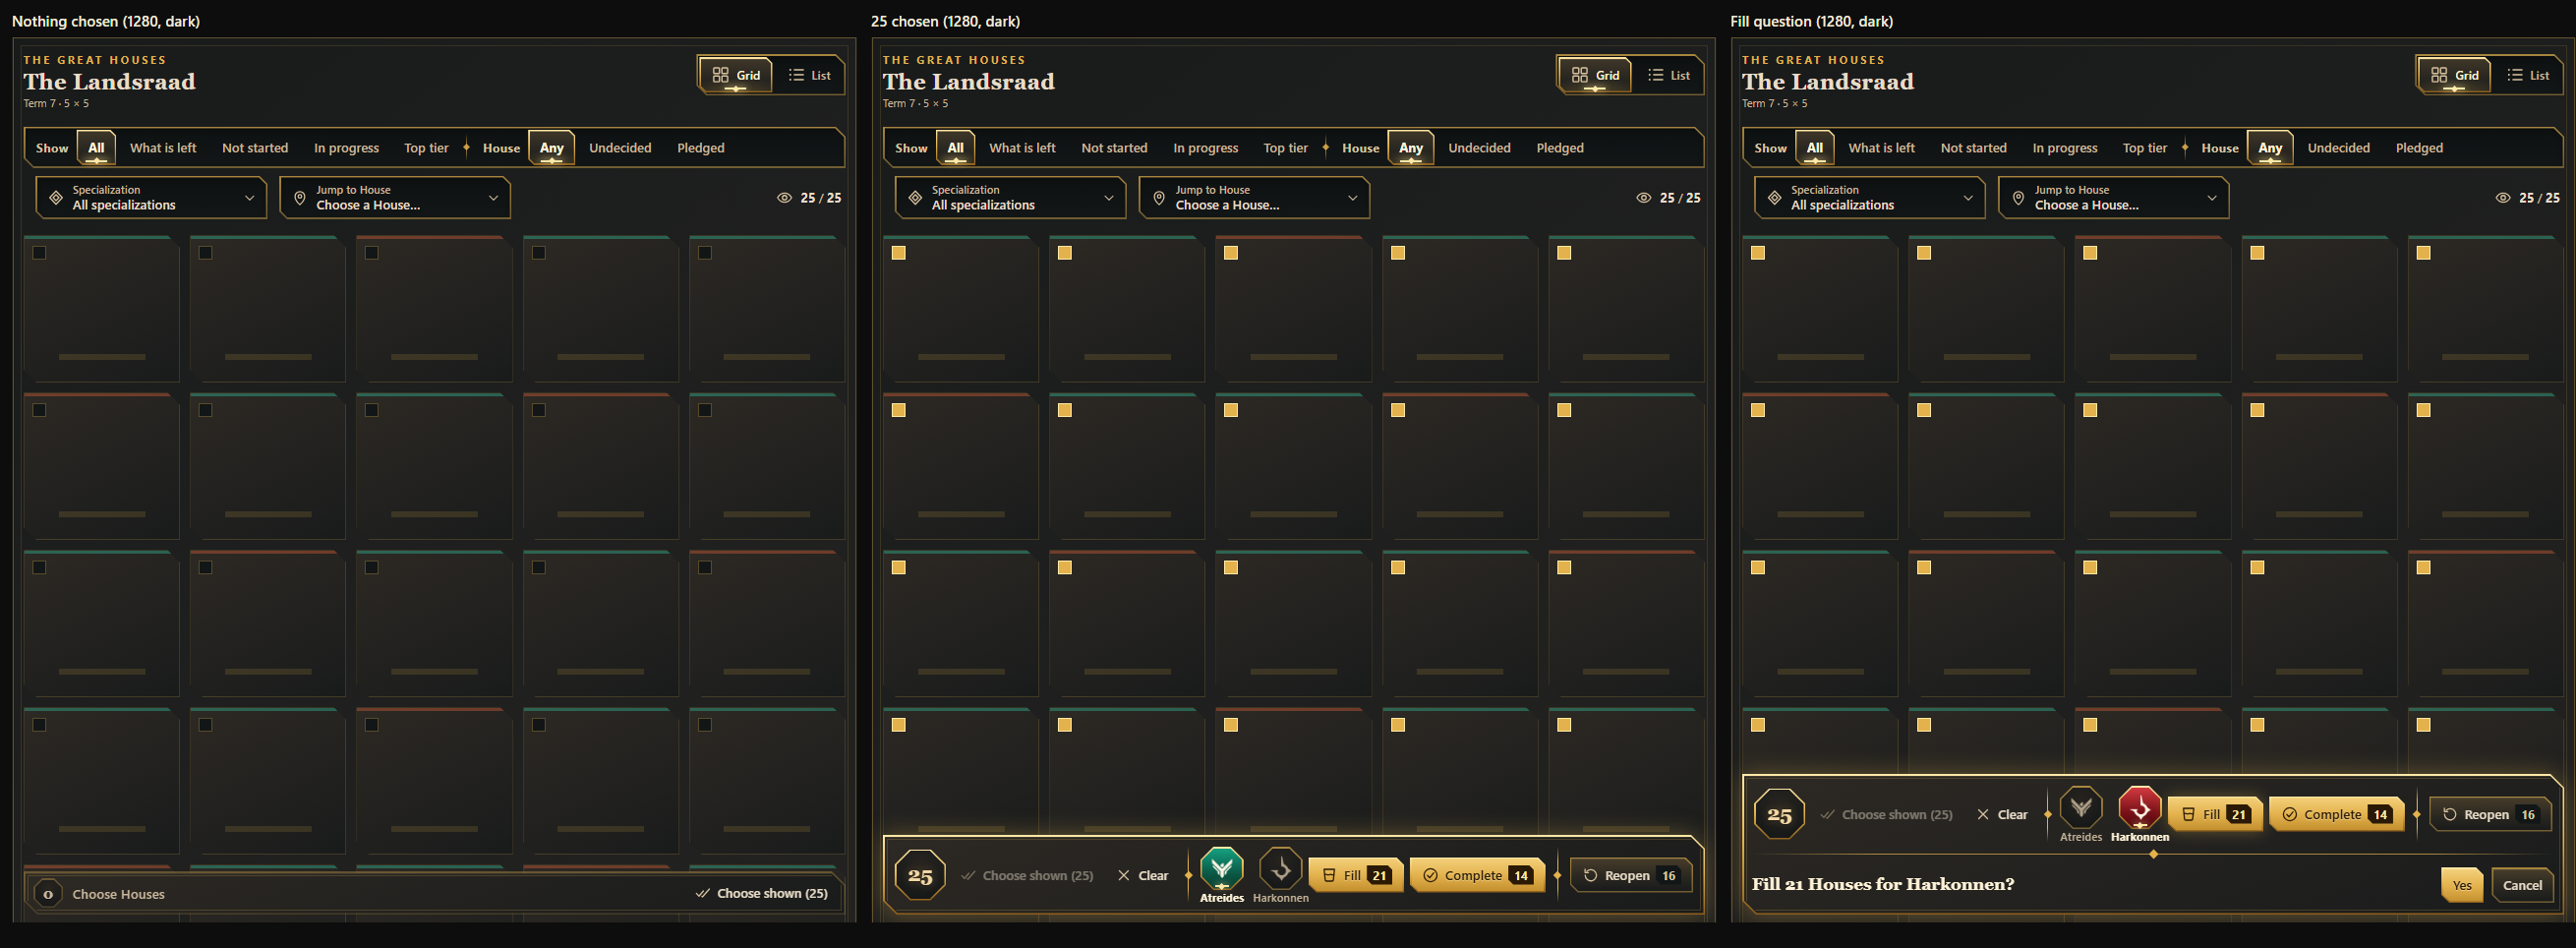 Nothing chosen (1280, dark)
THE GREAT HOUSES
The Landsraad
Term 7 · 5 × 5
Grid
List
Show All What is left Not started In progress Top tier House Any Undecided Pledged
Specialization
All specializations
Jump to House
Choose a House...
25 / 25
0 Choose Houses
Choose shown (25)
25 chosen (1280, dark)
THE GREAT HOUSES
The Landsraad
Term 7 · 5 × 5
Grid
List
Show All What is left Not started In progress Top tier House Any Undecided Pledged
Specialization
All specializations
Jump to House
Choose a House...
25 / 25
25 Choose shown (25) Clear
Atreides Harkonnen
Fill 21 Complete 14 Reopen 16
Fill question (1280, dark)
THE GREAT HOUSES
The Landsraad
Term 7 · 5 × 5
Grid
List
Show All What is left Not started In progress Top tier House Any Undecided Pledged
Specialization
All specializations
Jump to House
Choose a House...
25 / 25
25 Choose shown (25) Clear
Atreides Harkonnen
Fill 21 Complete 14 Reopen 16
Fill 21 Houses for Harkonnen?
Yes Cancel